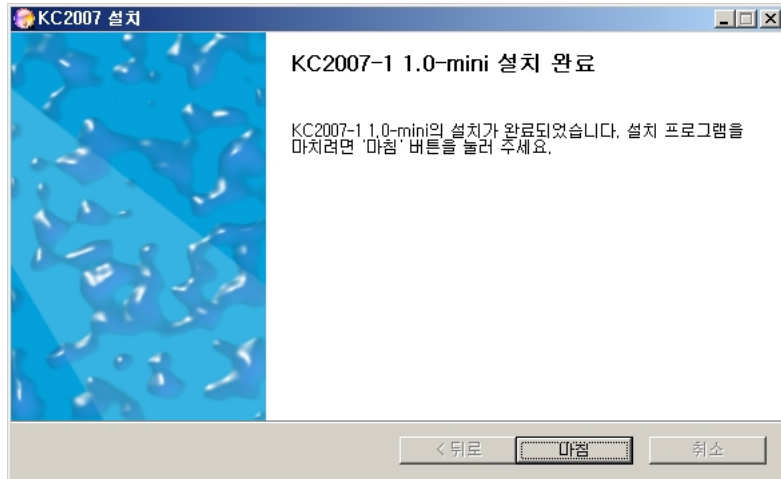 KC2007 설치
KC2007-1 1.0-mini 설치 완료
KC2007-1 1.0-mini의 설치가 완료되었습니다. 설치 프로그램을
마치려면 '마침' 버튼을 눌러 주세요.
< 뒤로 마침 취소